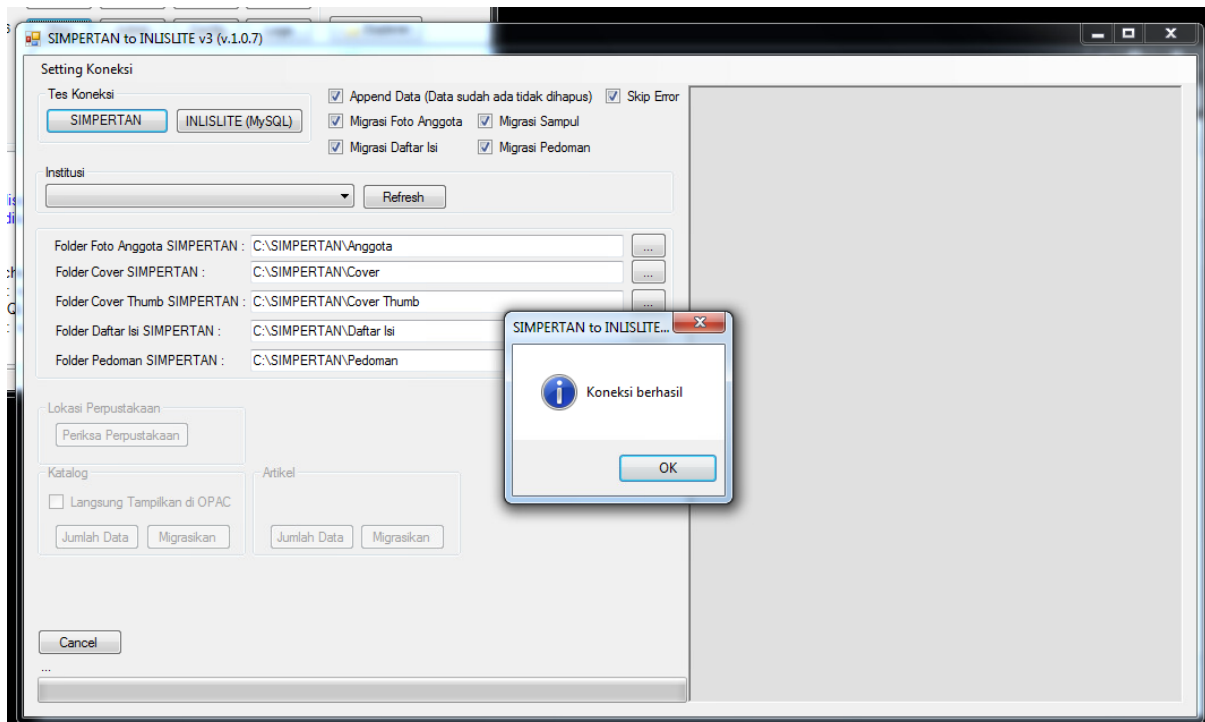 SIMPERTAN to INLISLITE v3 (v.1.0.7)
Setting Koneksi
Tes Koneksi
SIMPERTAN
INLISLITE (MySQL)
Append Data (Data sudah ada tidak dihapus)
Skip Error
Migrasi Foto Anggota
Migrasi Sampul
Migrasi Daftar Isi
Migrasi Pedoman
Institusi
Refresh
Folder Foto Anggota SIMPERTAN :
C:\SIMPERTAN\Anggota
...
Folder Cover SIMPERTAN :
C:\SIMPERTAN\Cover
...
Folder Cover Thumb SIMPERTAN :
C:\SIMPERTAN\Cover Thumb
...
Folder Daftar Isi SIMPERTAN :
C:\SIMPERTAN\Daftar Isi
Folder Pedoman SIMPERTAN :
C:\SIMPERTAN\Pedoman
SIMPERTAN to INLISLITE...
Koneksi berhasil
OK
Lokasi Perpustakaan
Periksa Perpustakaan
Katalog
Langsung Tampilkan di OPAC
Jumlah Data
Migrasikan
Artikel
Jumlah Data
Migrasikan
Cancel
...